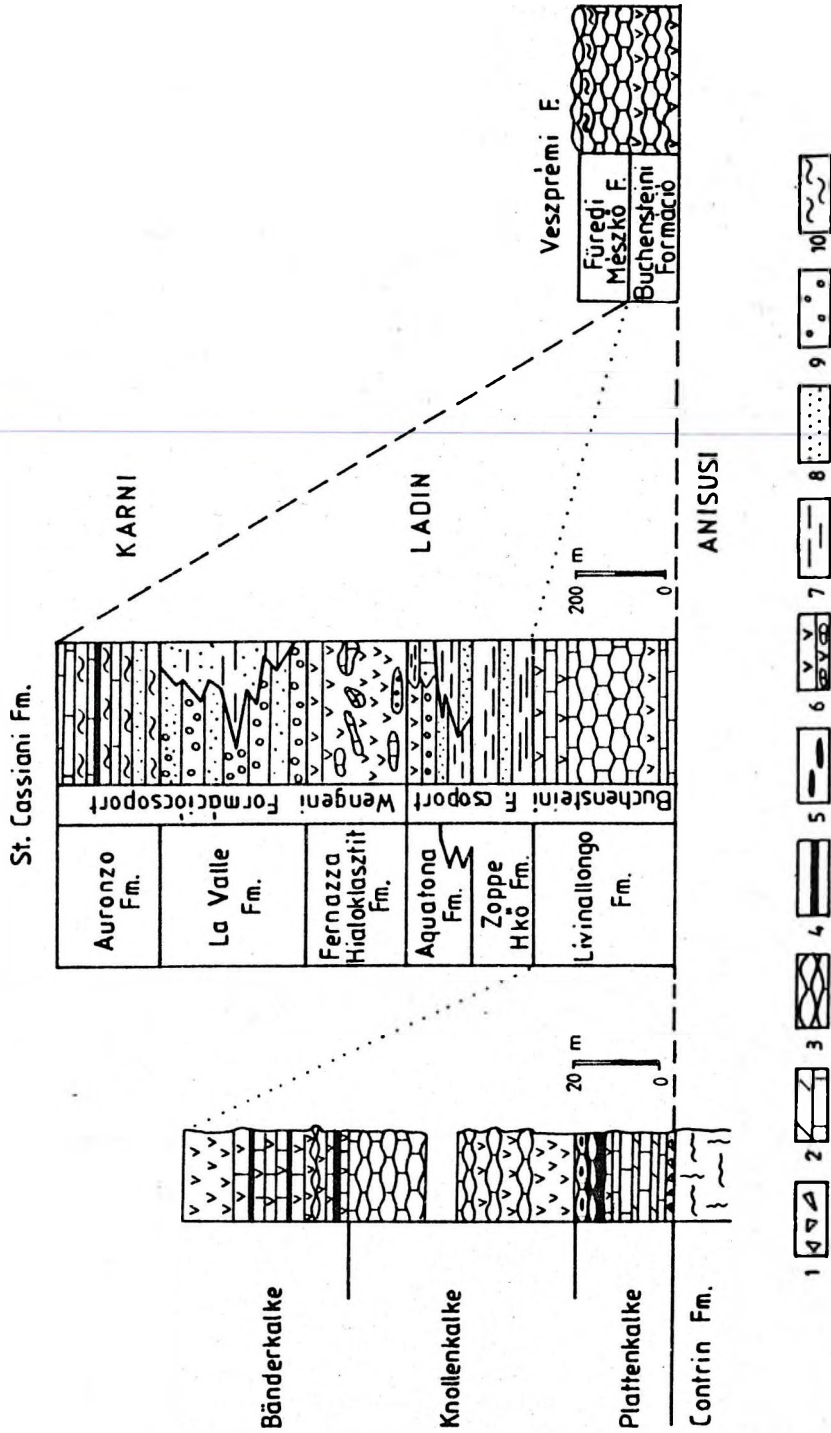 St. Cassiani Fm.
Bänderkalke
Knollenkalke
Plattenkalke
Contrin Fm.
20 m
0
Auronzo
Fm.
La Valle
Fm.
Fernazza
Hialoklasztit
Fm.
Aquatona
Fm.
Zoppe
Hkő Fm.
Livinallongo
Fm.
Wengeni Formációcsoport
Buchensteini F. csoport
200 m
0
KARNI
LADIN
ANISUSI
Veszprémi F.
Füredi
Mészkő F.
Buchensteini
Formáció
1 2 3 4 5 6 7 8 9 10